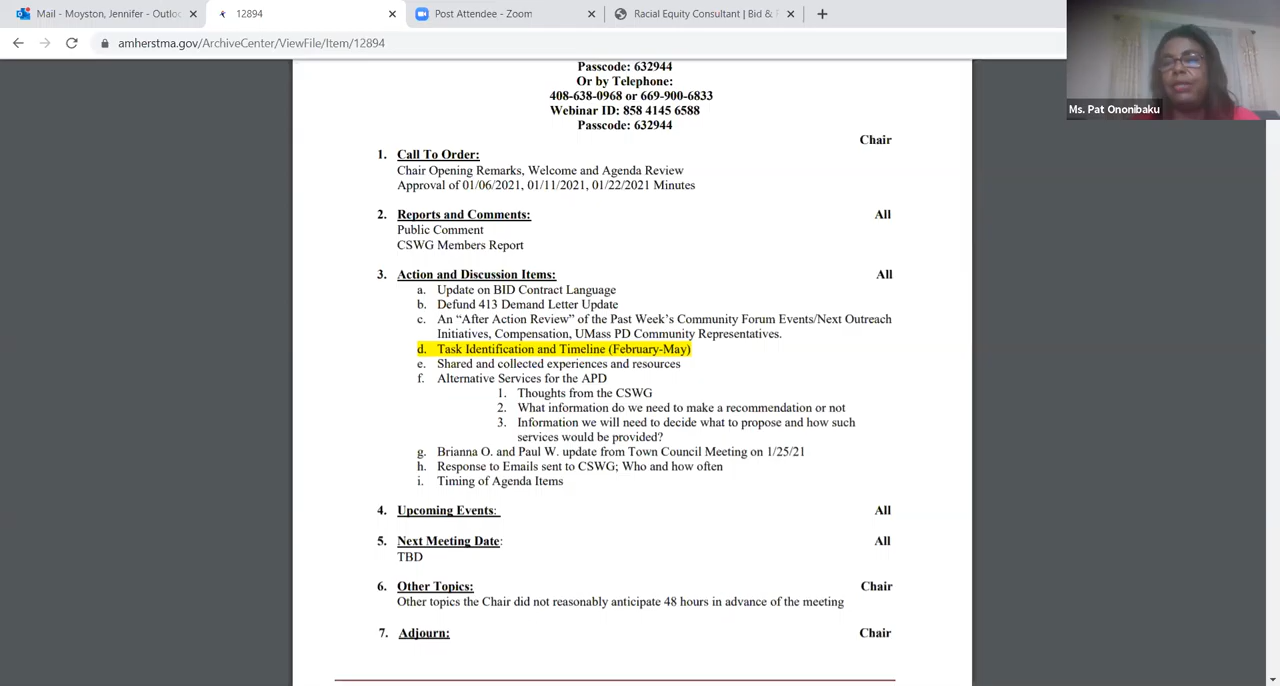 Mail - Moyston, Jennifer - Outlo
12894
Post Attendee - Zoom
Racial Equity Consultant | Bid &
amherstma.gov/ArchiveCenter/ViewFile/Item/12894
Ms. Pat Ononibaku
Passcode: 632944
Or by Telephone:
408-638-0968 or 669-900-6833
Webinar ID: 858 4145 6588
Passcode: 632944
Chair
1. Call To Order:
Chair Opening Remarks, Welcome and Agenda Review
Approval of 01/06/2021, 01/11/2021, 01/22/2021 Minutes
2. Reports and Comments: All
Public Comment
CSWG Members Report
3. Action and Discussion Items: All
a. Update on BID Contract Language
b. Defund 413 Demand Letter Update
c. An “After Action Review” of the Past Week’s Community Forum Events/Next Outreach
Initiatives, Compensation, UMass PD Community Representatives.
d. Task Identification and Timeline (February-May)
e. Shared and collected experiences and resources
f. Alternative Services for the APD
1. Thoughts from the CSWG
2. What information do we need to make a recommendation or not
3. Information we will need to decide what to propose and how such
services would be provided?
g. Brianna O. and Paul W. update from Town Council Meeting on 1/25/21
h. Response to Emails sent to CSWG; Who and how often
i. Timing of Agenda Items
4. Upcoming Events: All
5. Next Meeting Date: All
TBD
6. Other Topics: Chair
Other topics the Chair did not reasonably anticipate 48 hours in advance of the meeting
7. Adjourn: Chair